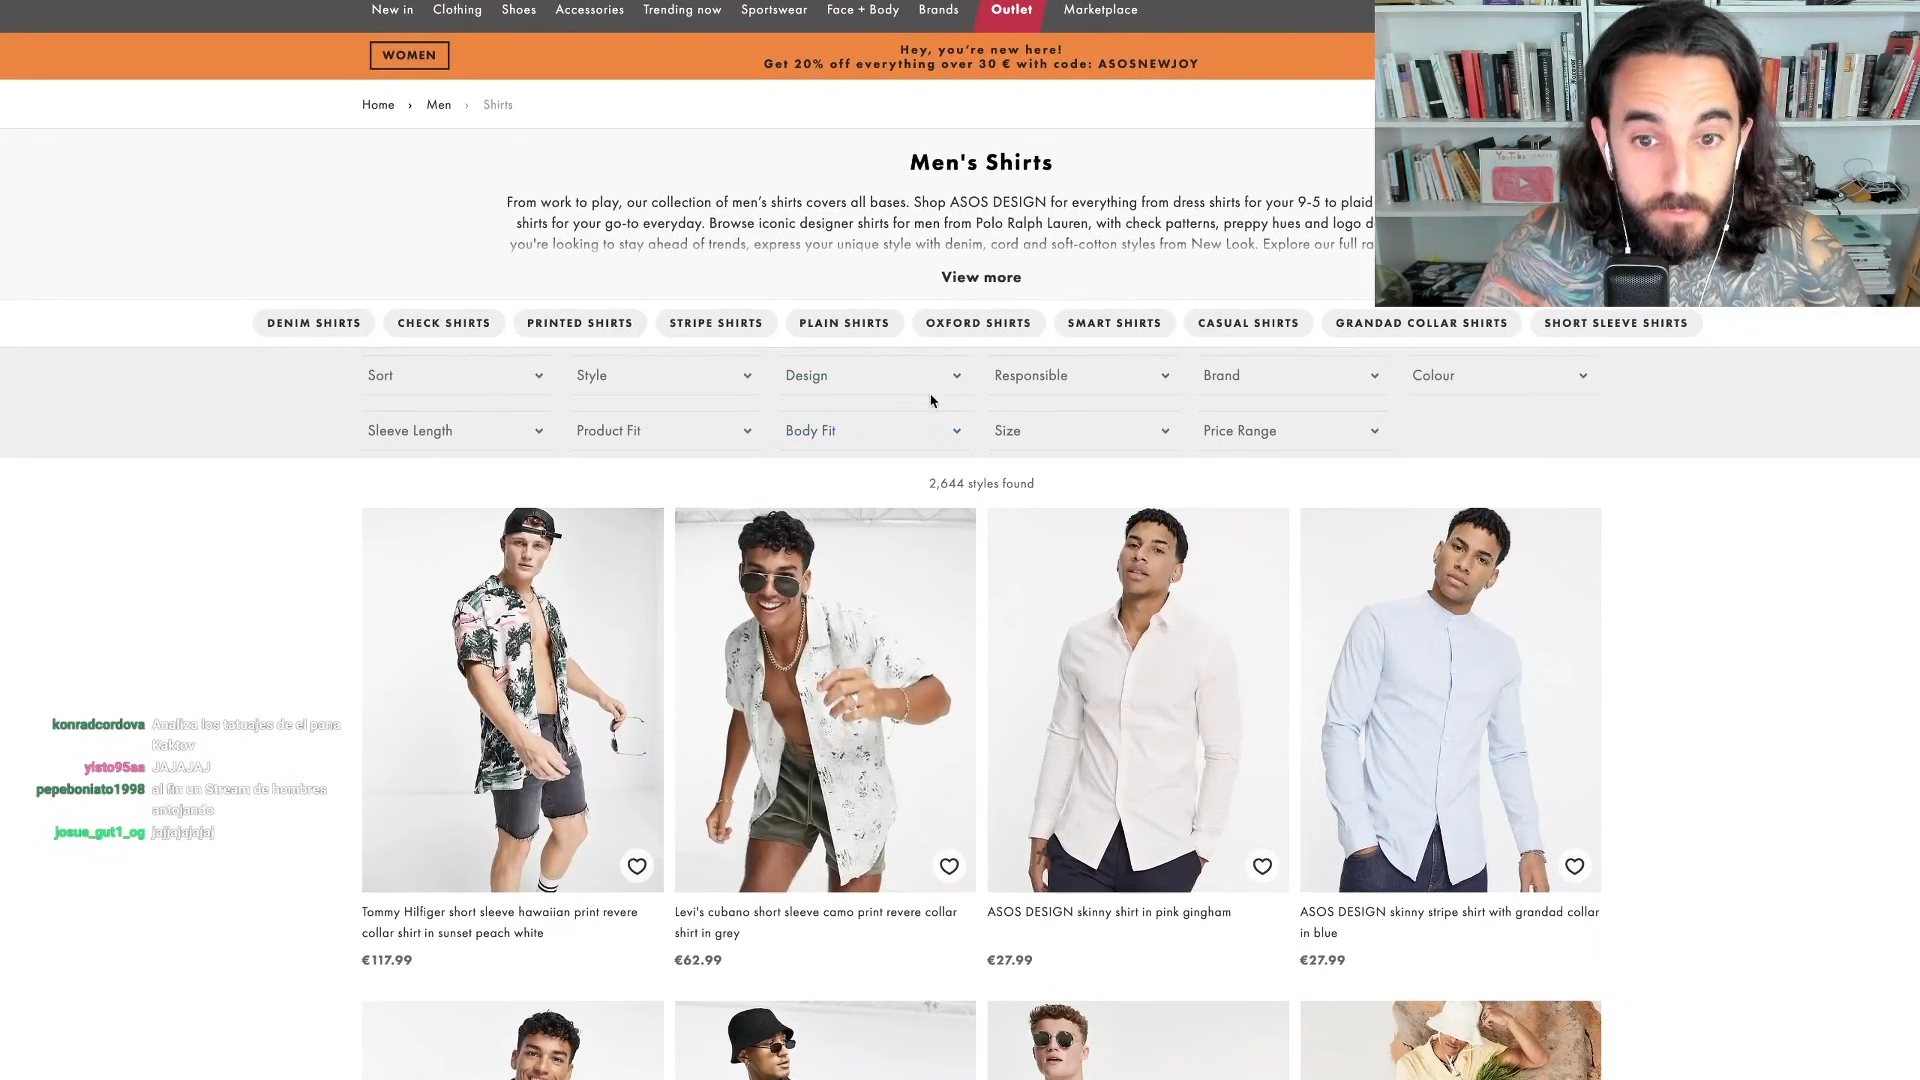 New in Clothing Shoes Accessories Trending now Sportswear Face + Body Brands Outlet Marketplace
WOMEN
Hey, you're new here!
Get 20% off everything over 30 € with code: ASOSNEWJOY
Home › Men › Shirts
Men's Shirts
From work to play, our collection of men's shirts covers all bases. Shop ASOS DESIGN for everything from dress shirts for your 9-5 to plaid
shirts for your go-to everyday. Browse iconic designer shirts for men from Polo Ralph Lauren, with check patterns, preppy hues and logo
you're looking to stay ahead of trends, express your unique style with denim, cord and soft-cotton styles from New Look. Explore our full
View more
DENIM SHIRTS CHECK SHIRTS PRINTED SHIRTS STRIPE SHIRTS PLAIN SHIRTS OXFORD SHIRTS SMART SHIRTS CASUAL SHIRTS GRANDAD COLLAR SHIRTS SHORT SLEEVE SHIRTS
Sort Style Design Responsible Brand Colour
Sleeve Length Product Fit Body Fit Size Price Range
2,644 styles found
konradcordova Analiza los tatuajes de el pana
Kaktov
yisto95aa JAJAJAJ
pepeboniato1998 al fin un Stream de hombres
antojando
josue_gut1_og jajjajajajaj
Tommy Hilfiger short sleeve hawaiian print revere
collar shirt in sunset peach white
€117.99
Levi's cubano short sleeve camo print revere collar
shirt in grey
€62.99
ASOS DESIGN skinny shirt in pink gingham
€27.99
ASOS DESIGN skinny stripe shirt with grandad collar
in blue
€27.99